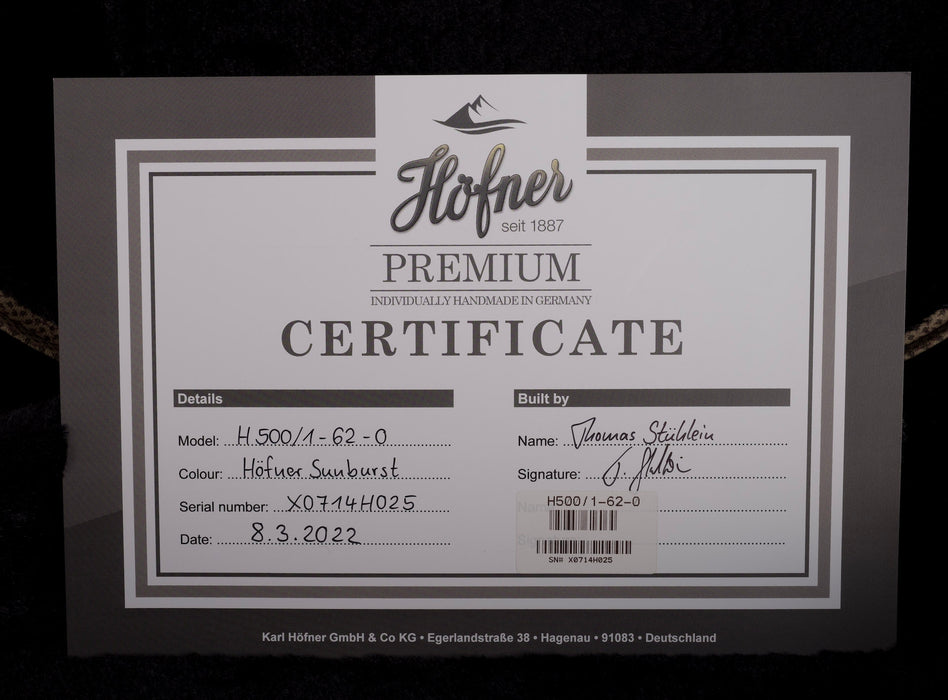 Höfner
seit 1887
PREMIUM
INDIVIDUALLY HANDMADE IN GERMANY
CERTIFICATE
Details
Model: H 500/1-62-0
Colour: Höfner Sunburst
Serial number: X0714H025
Date: 8.3.2022
Built by
Name: Thomas Stühlein
Signature:
H500/1-62-0
SN# X0714H025
Karl Höfner GmbH & Co KG • Egerlandstraße 38 • Hagenau • 91083 • Deutschland